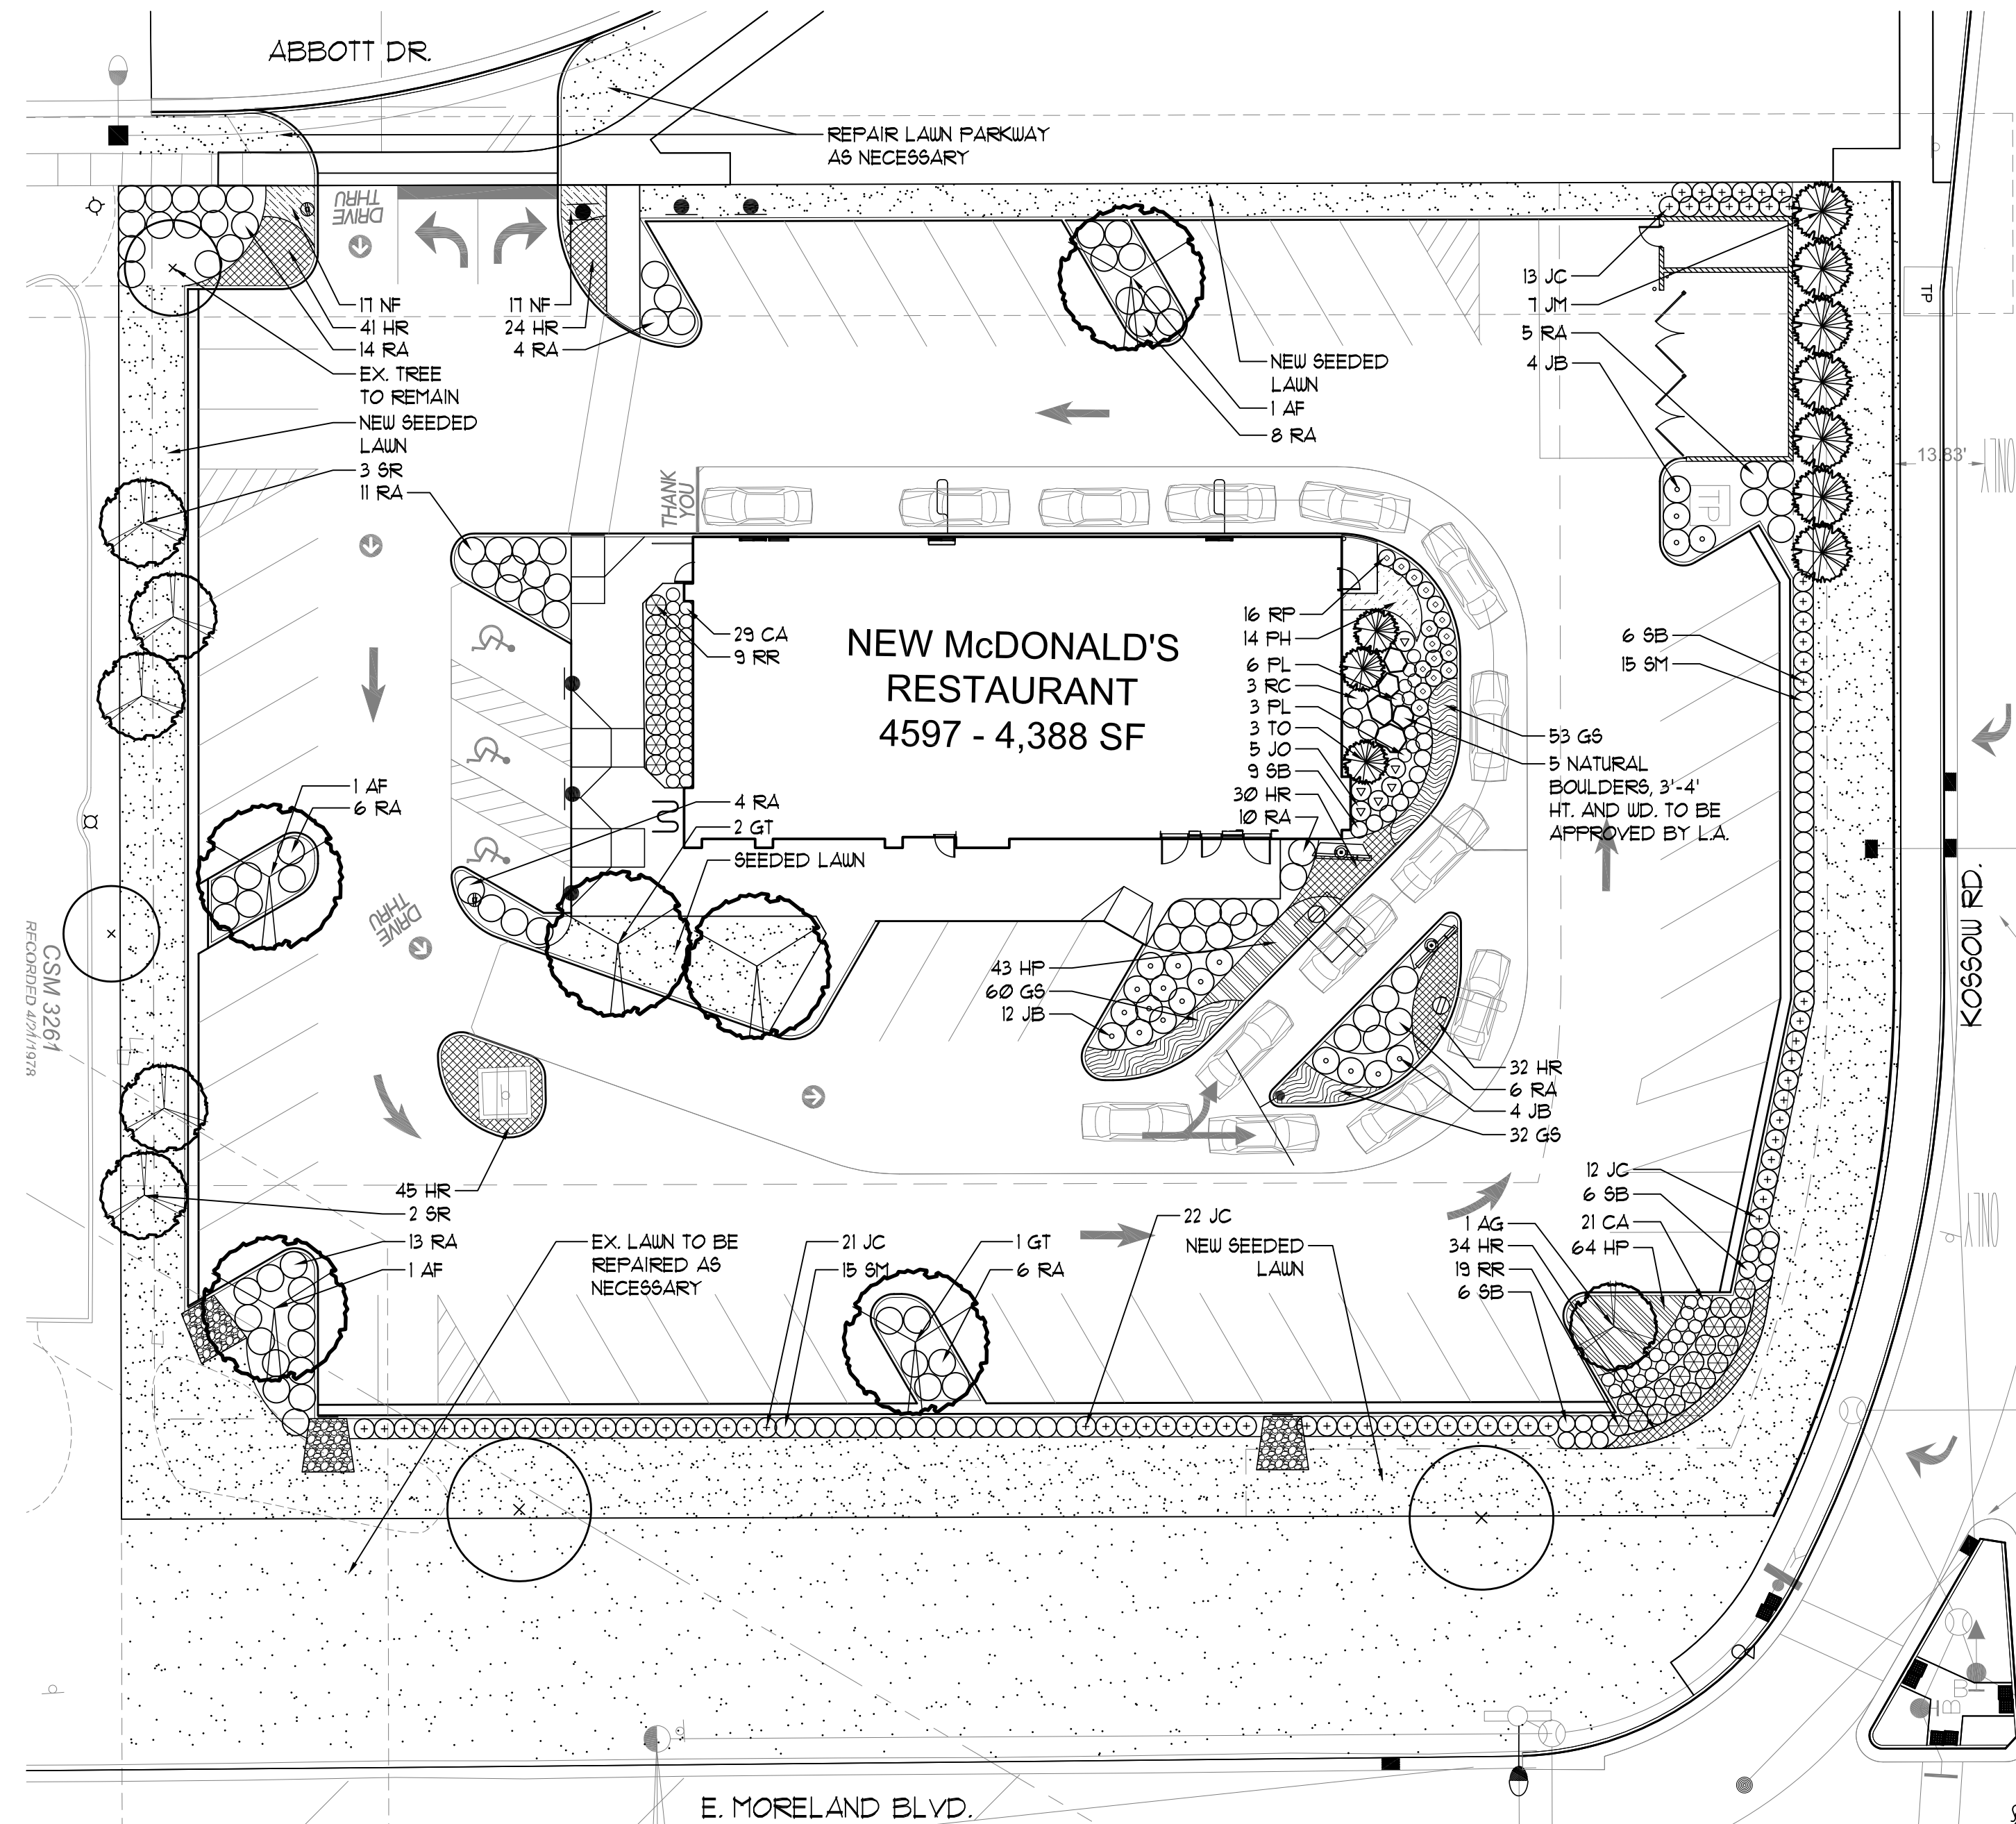 ABBOTT DR.
REPAIR LAWN PARKWAY
AS NECESSARY
DRIVE
THRU
17 NF
41 HR
14 RA
EX. TREE
TO REMAIN
NEW SEEDED
LAWN
3 SR
11 RA
17 NF
24 HR
4 RA
NEW SEEDED
LAWN
1 AF
8 RA
13 JC
7 JM
5 RA
4 JB
TP
TP
13.83'
ONLY
THANK
YOU
29 CA
9 RR
NEW McDONALD'S
RESTAURANT
4597 - 4,388 SF
16 RP
14 PH
6 PL
3 RC
3 PL
3 TO
5 JO
9 SB
30 HR
10 RA
6 SB
15 SM
53 GS
5 NATURAL
BOULDERS, 3'-4'
HT. AND WD. TO BE
APPROVED BY L.A.
1 AF
6 RA
4 RA
2 GT
SEEDED LAWN
DRIVE
THRU
CSM 3261
RECORDED 4/21/1978
KOSSOW RD.
43 HP
60 GS
12 JB
32 HR
6 RA
4 JB
32 GS
45 HR
2 SR
13 RA
1 AF
EX. LAWN TO BE
REPAIRED AS
NECESSARY
21 JC
15 SM
1 GT
6 RA
22 JC
NEW SEEDED
LAWN
12 JC
6 SB
21 CA
64 HP
1 AG
34 HR
19 RR
6 SB
ONLY
E. MORELAND BLVD.